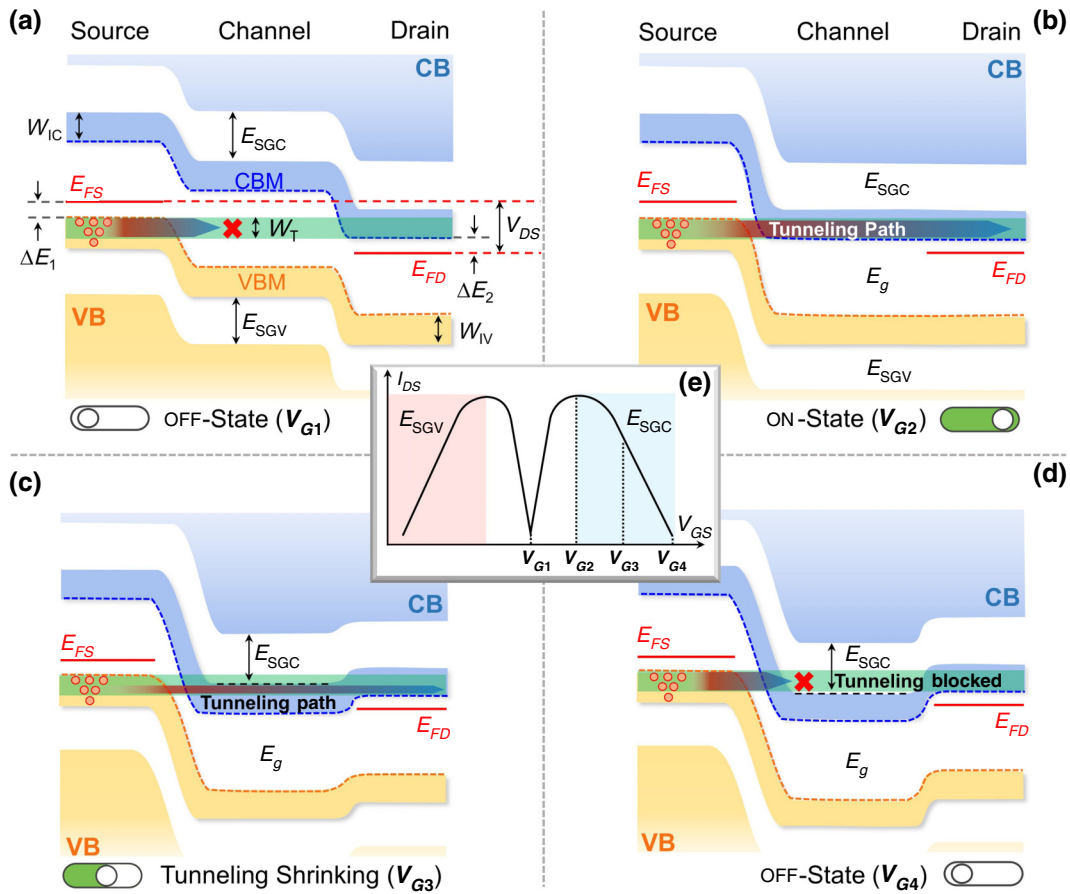 (a)
Source Channel Drain
CB
W_IC
E_SGC
CBM
E_FS
W_T
V_DS
ΔE_1
E_FD
VBM
ΔE_2
E_SGV
VB
W_IV
OFF-State (V_G1)
(b)
Source Channel Drain
CB
E_SGC
Tunneling Path
E_g
E_FD
E_SGV
ON-State (V_G2)
(e)
I_DS
E_SGV
E_SGC
V_GS
V_G1 V_G2 V_G3 V_G4
(c)
CB
E_FS
E_SGC
Tunneling path
E_FD
E_g
VB
Tunneling Shrinking (V_G3)
(d)
CB
E_FS
E_SGC
Tunneling blocked
E_FD
E_g
VB
OFF-State (V_G4)